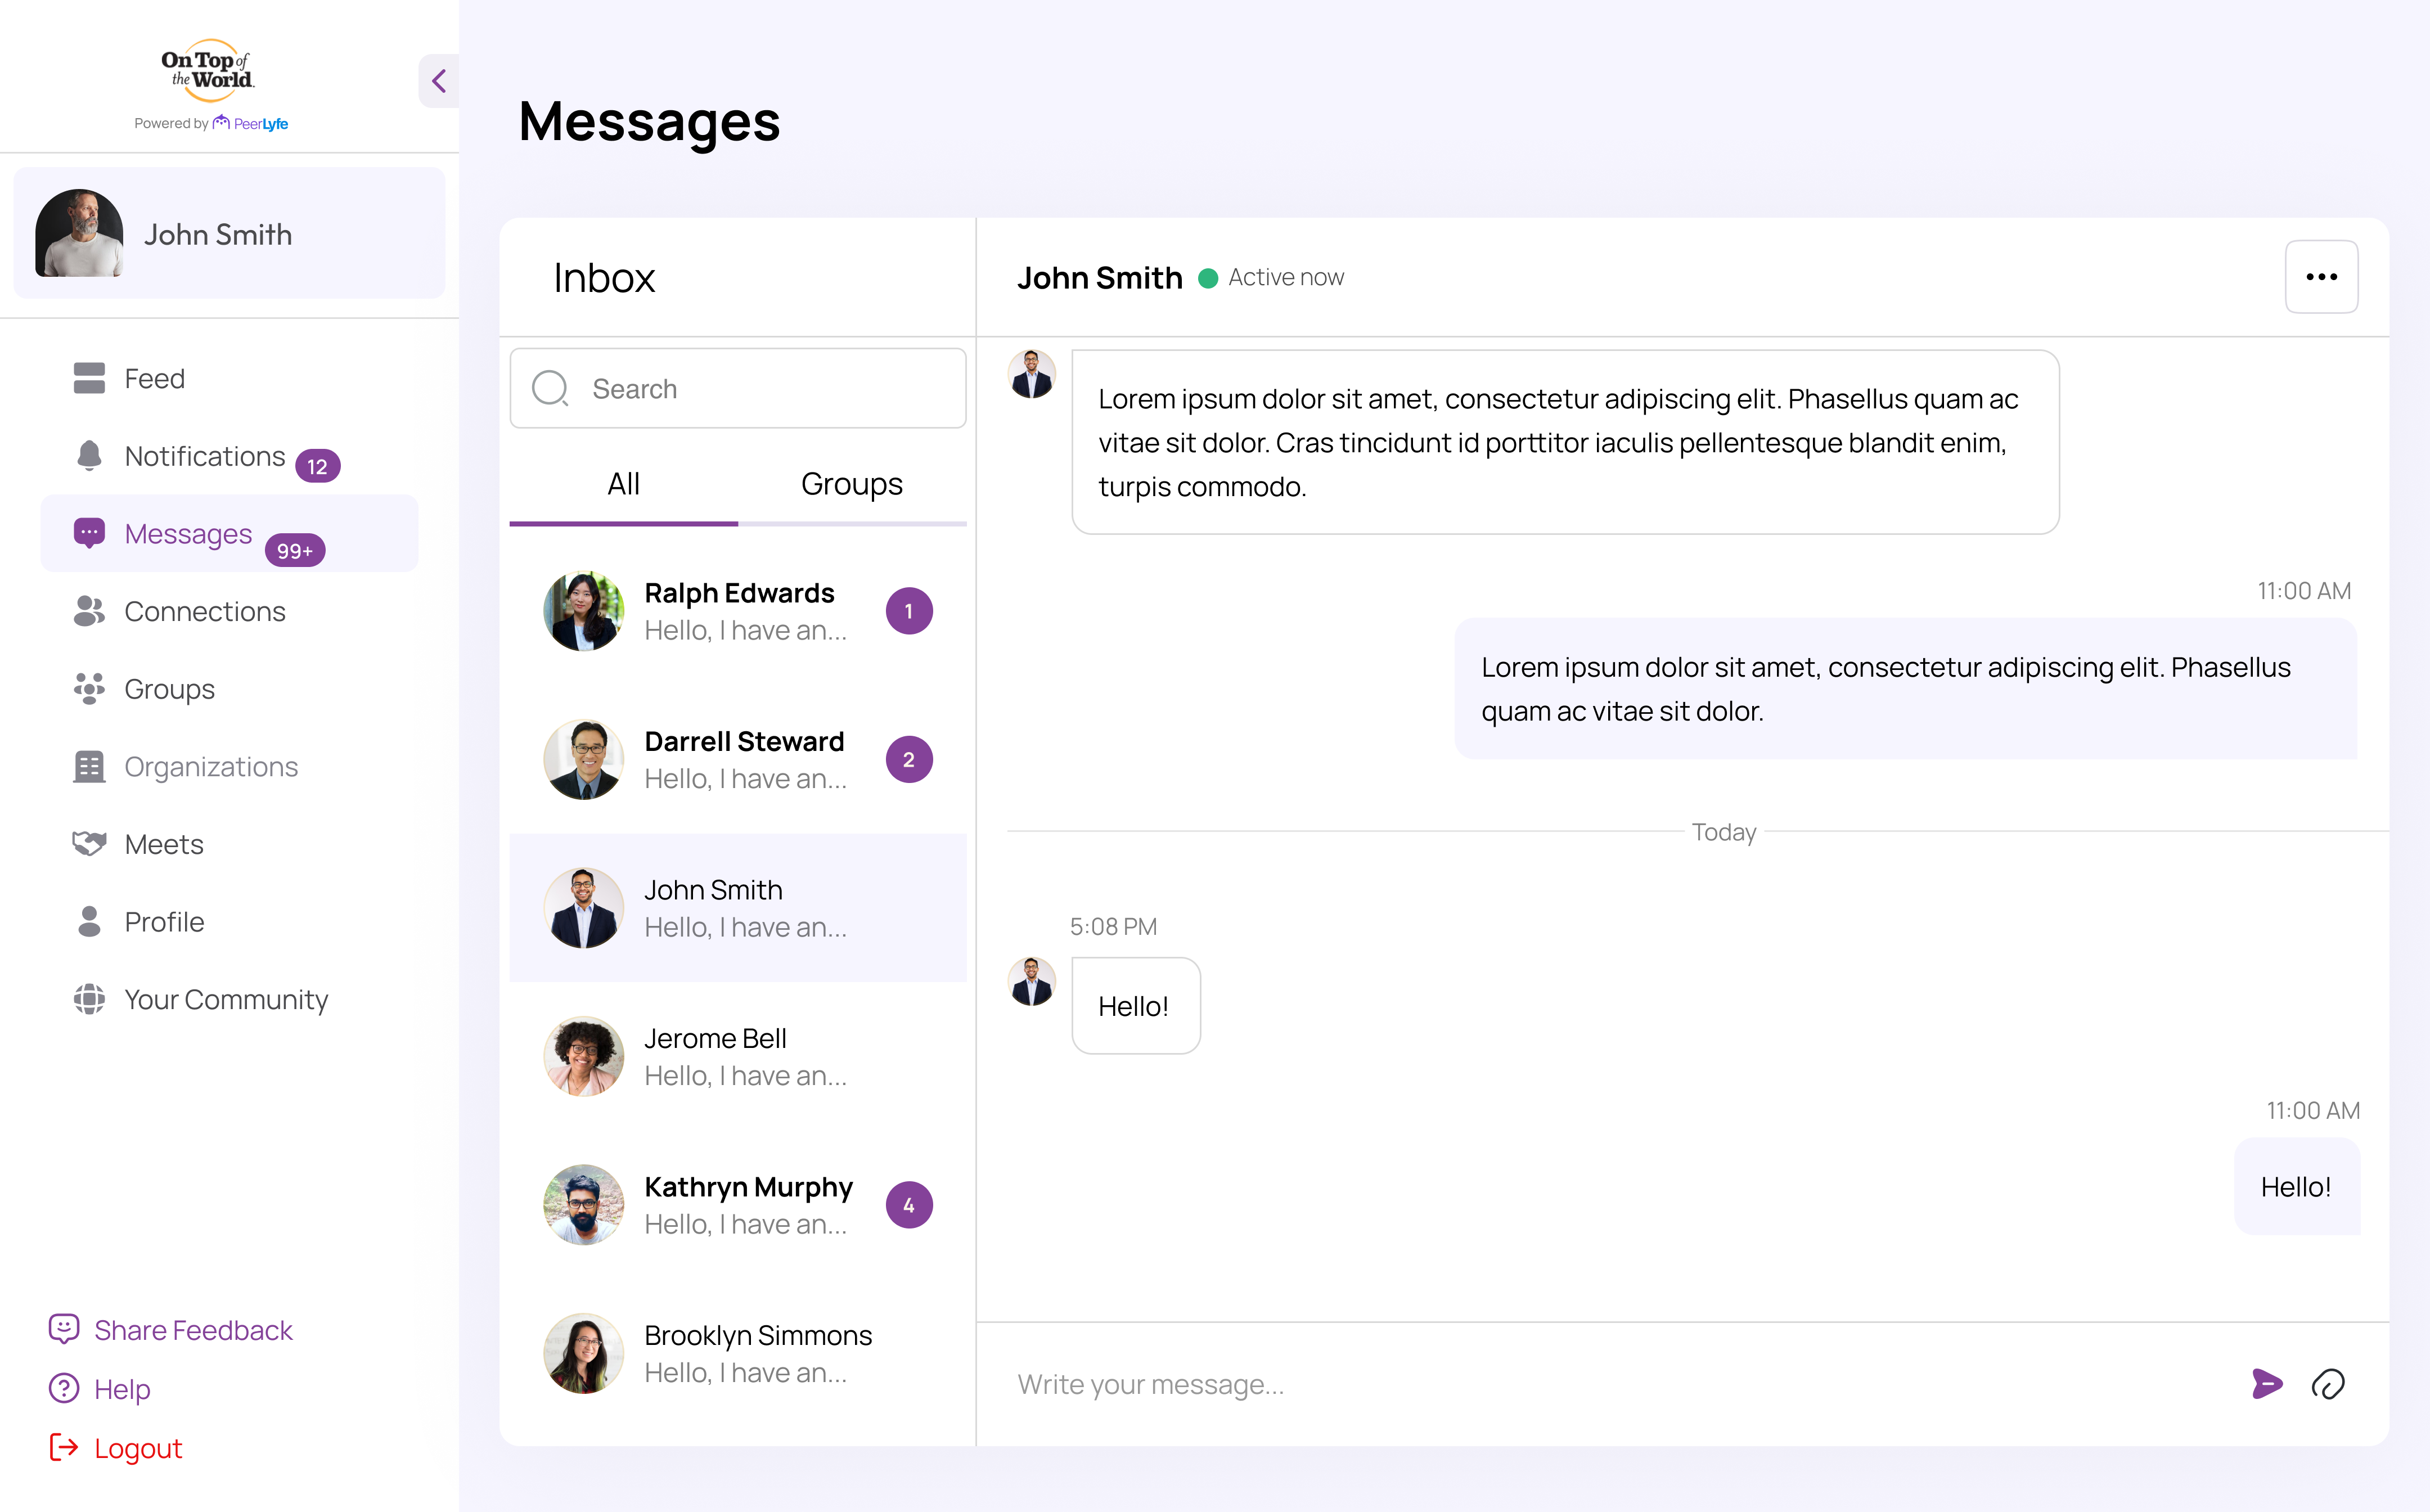 On Top of
the World.
Powered by PeerLyfe
John Smith
Feed
Notifications 12
Messages 99+
Connections
Groups
Organizations
Meets
Profile
Your Community
Share Feedback
Help
Logout
Messages
Inbox
Search
All Groups
Ralph Edwards
Hello, I have an...
1
Darrell Steward
Hello, I have an...
2
John Smith
Hello, I have an...
Jerome Bell
Hello, I have an...
Kathryn Murphy
Hello, I have an...
4
Brooklyn Simmons
Hello, I have an...
John Smith Active now
Lorem ipsum dolor sit amet, consectetur adipiscing elit. Phasellus quam ac
vitae sit dolor. Cras tincidunt id porttitor iaculis pellentesque blandit enim,
turpis commodo.
11:00 AM
Lorem ipsum dolor sit amet, consectetur adipiscing elit. Phasellus
quam ac vitae sit dolor.
Today
5:08 PM
Hello!
11:00 AM
Hello!
Write your message...